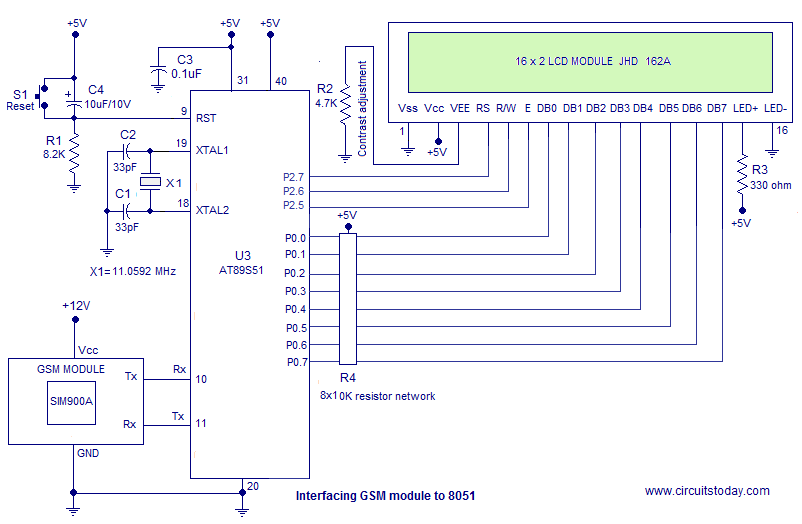 +5V
+5V
+5V
C3
0.1uF
S1
Reset
C4
+
10uF/10V
31
40
R2
4.7K
Contrast adjustment
16 x 2 LCD MODULE JHD 162A
Vss Vcc VEE RS R/W E DB0 DB1 DB2 DB3 DB4 DB5 DB6 DB7 LED+ LED-
1
16
+5V
R1
8.2K
9
RST
C2
33pF
19
XTAL1
X1
C1
33pF
18
XTAL2
X1= 11.0592 MHz
R3
330 ohm
+5V
P2.7
P2.6
P2.5
+5V
U3
AT89S51
P0.0
P0.1
P0.2
P0.3
P0.4
P0.5
P0.6
P0.7
R4
8x10K resistor network
+12V
Vcc
GSM MODULE
SIM900A
Tx
Rx
10
Rx
Tx
11
GND
20
Interfacing GSM module to 8051
www.circuitstoday.com